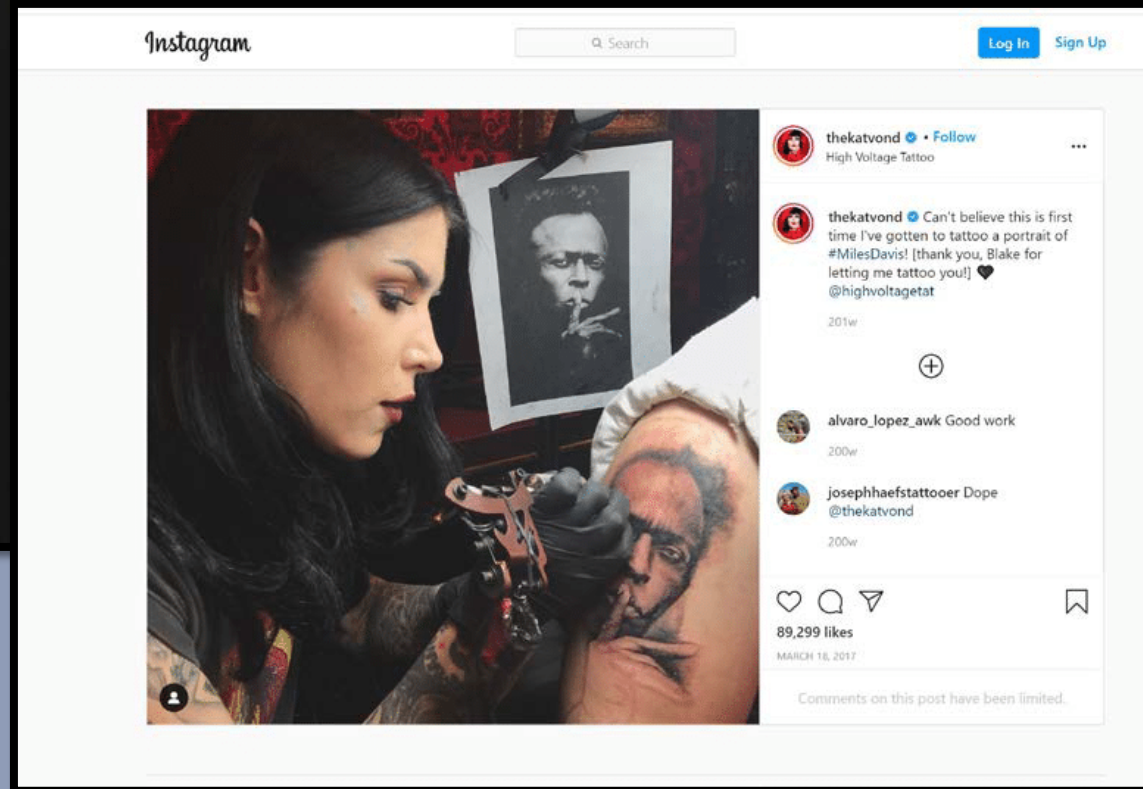 Instagram
Search
Log In
Sign Up
thekatvond • Follow
High Voltage Tattoo
...
thekatvond Can't believe this is first
time I've gotten to tattoo a portrait of
#MilesDavis! [thank you, Blake for
letting me tattoo you!] 🖤
@highvoltagetat
201w
alvaro_lopez_awk Good work
200w
josephhaefstattooer Dope
@thekatvond
200w
89,299 likes
MARCH 18, 2017
Comments on this post have been limited.